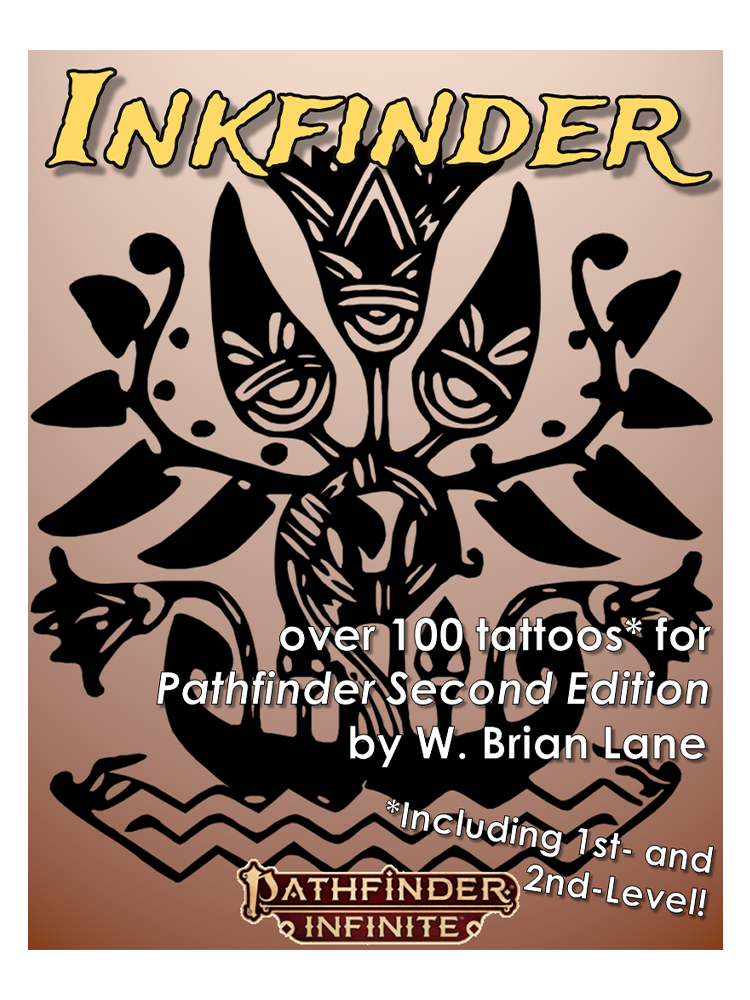 INKFINDER
over 100 tattoos* for
Pathfinder Second Edition
by W. Brian Lane
*Including 1st- and
2nd-Level!
PATHFINDER
INFINITE